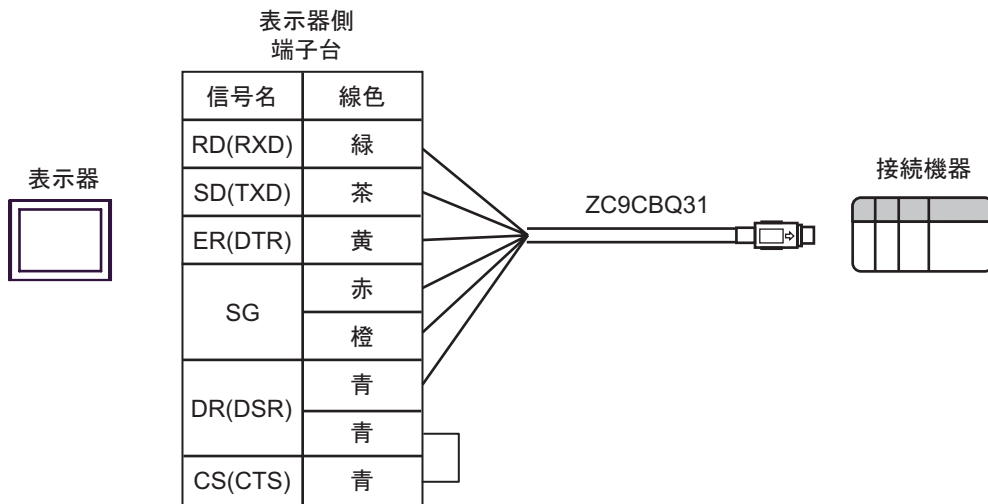 表示器側
端子台
信号名 線色
RD(RXD) 緑
SD(TXD) 茶
ER(DTR) 黄
SG 赤
橙
DR(DSR) 青
青
CS(CTS) 青
表示器
ZC9CBQ31
接続機器